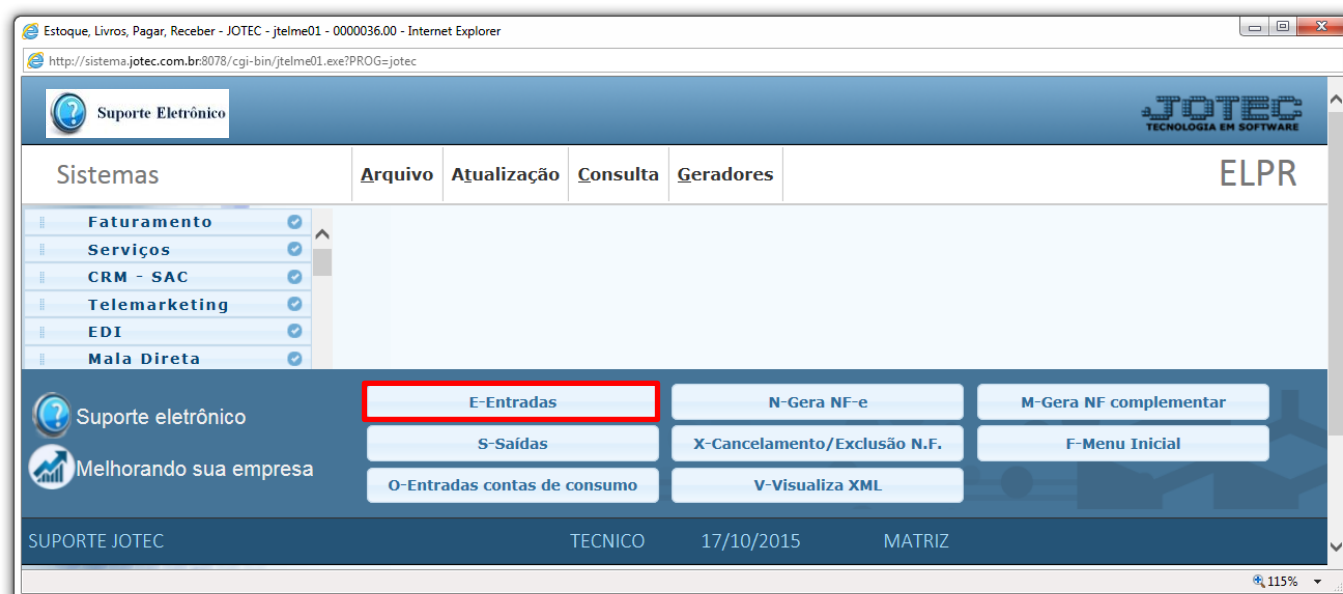 Estoque, Livros, Pagar, Receber - JOTEC - jtelme01 - 0000036.00 - Internet Explorer
http://sistema.jotec.com.br:8078/cgi-bin/jtelme01.exe?PROG=jotec
Suporte Eletrônico
JOTEC
TECNOLOGIA EM SOFTWARE
Sistemas
Arquivo Atualização Consulta Geradores
ELPR
Faturamento
Serviços
CRM - SAC
Telemarketing
EDI
Mala Direta
Suporte eletrônico
Melhorando sua empresa
E-Entradas N-Gera NF-e M-Gera NF complementar
S-Saídas X-Cancelamento/Exclusão N.F. F-Menu Inicial
O-Entradas contas de consumo V-Visualiza XML
SUPORTE JOTEC TECNICO 17/10/2015 MATRIZ
115%